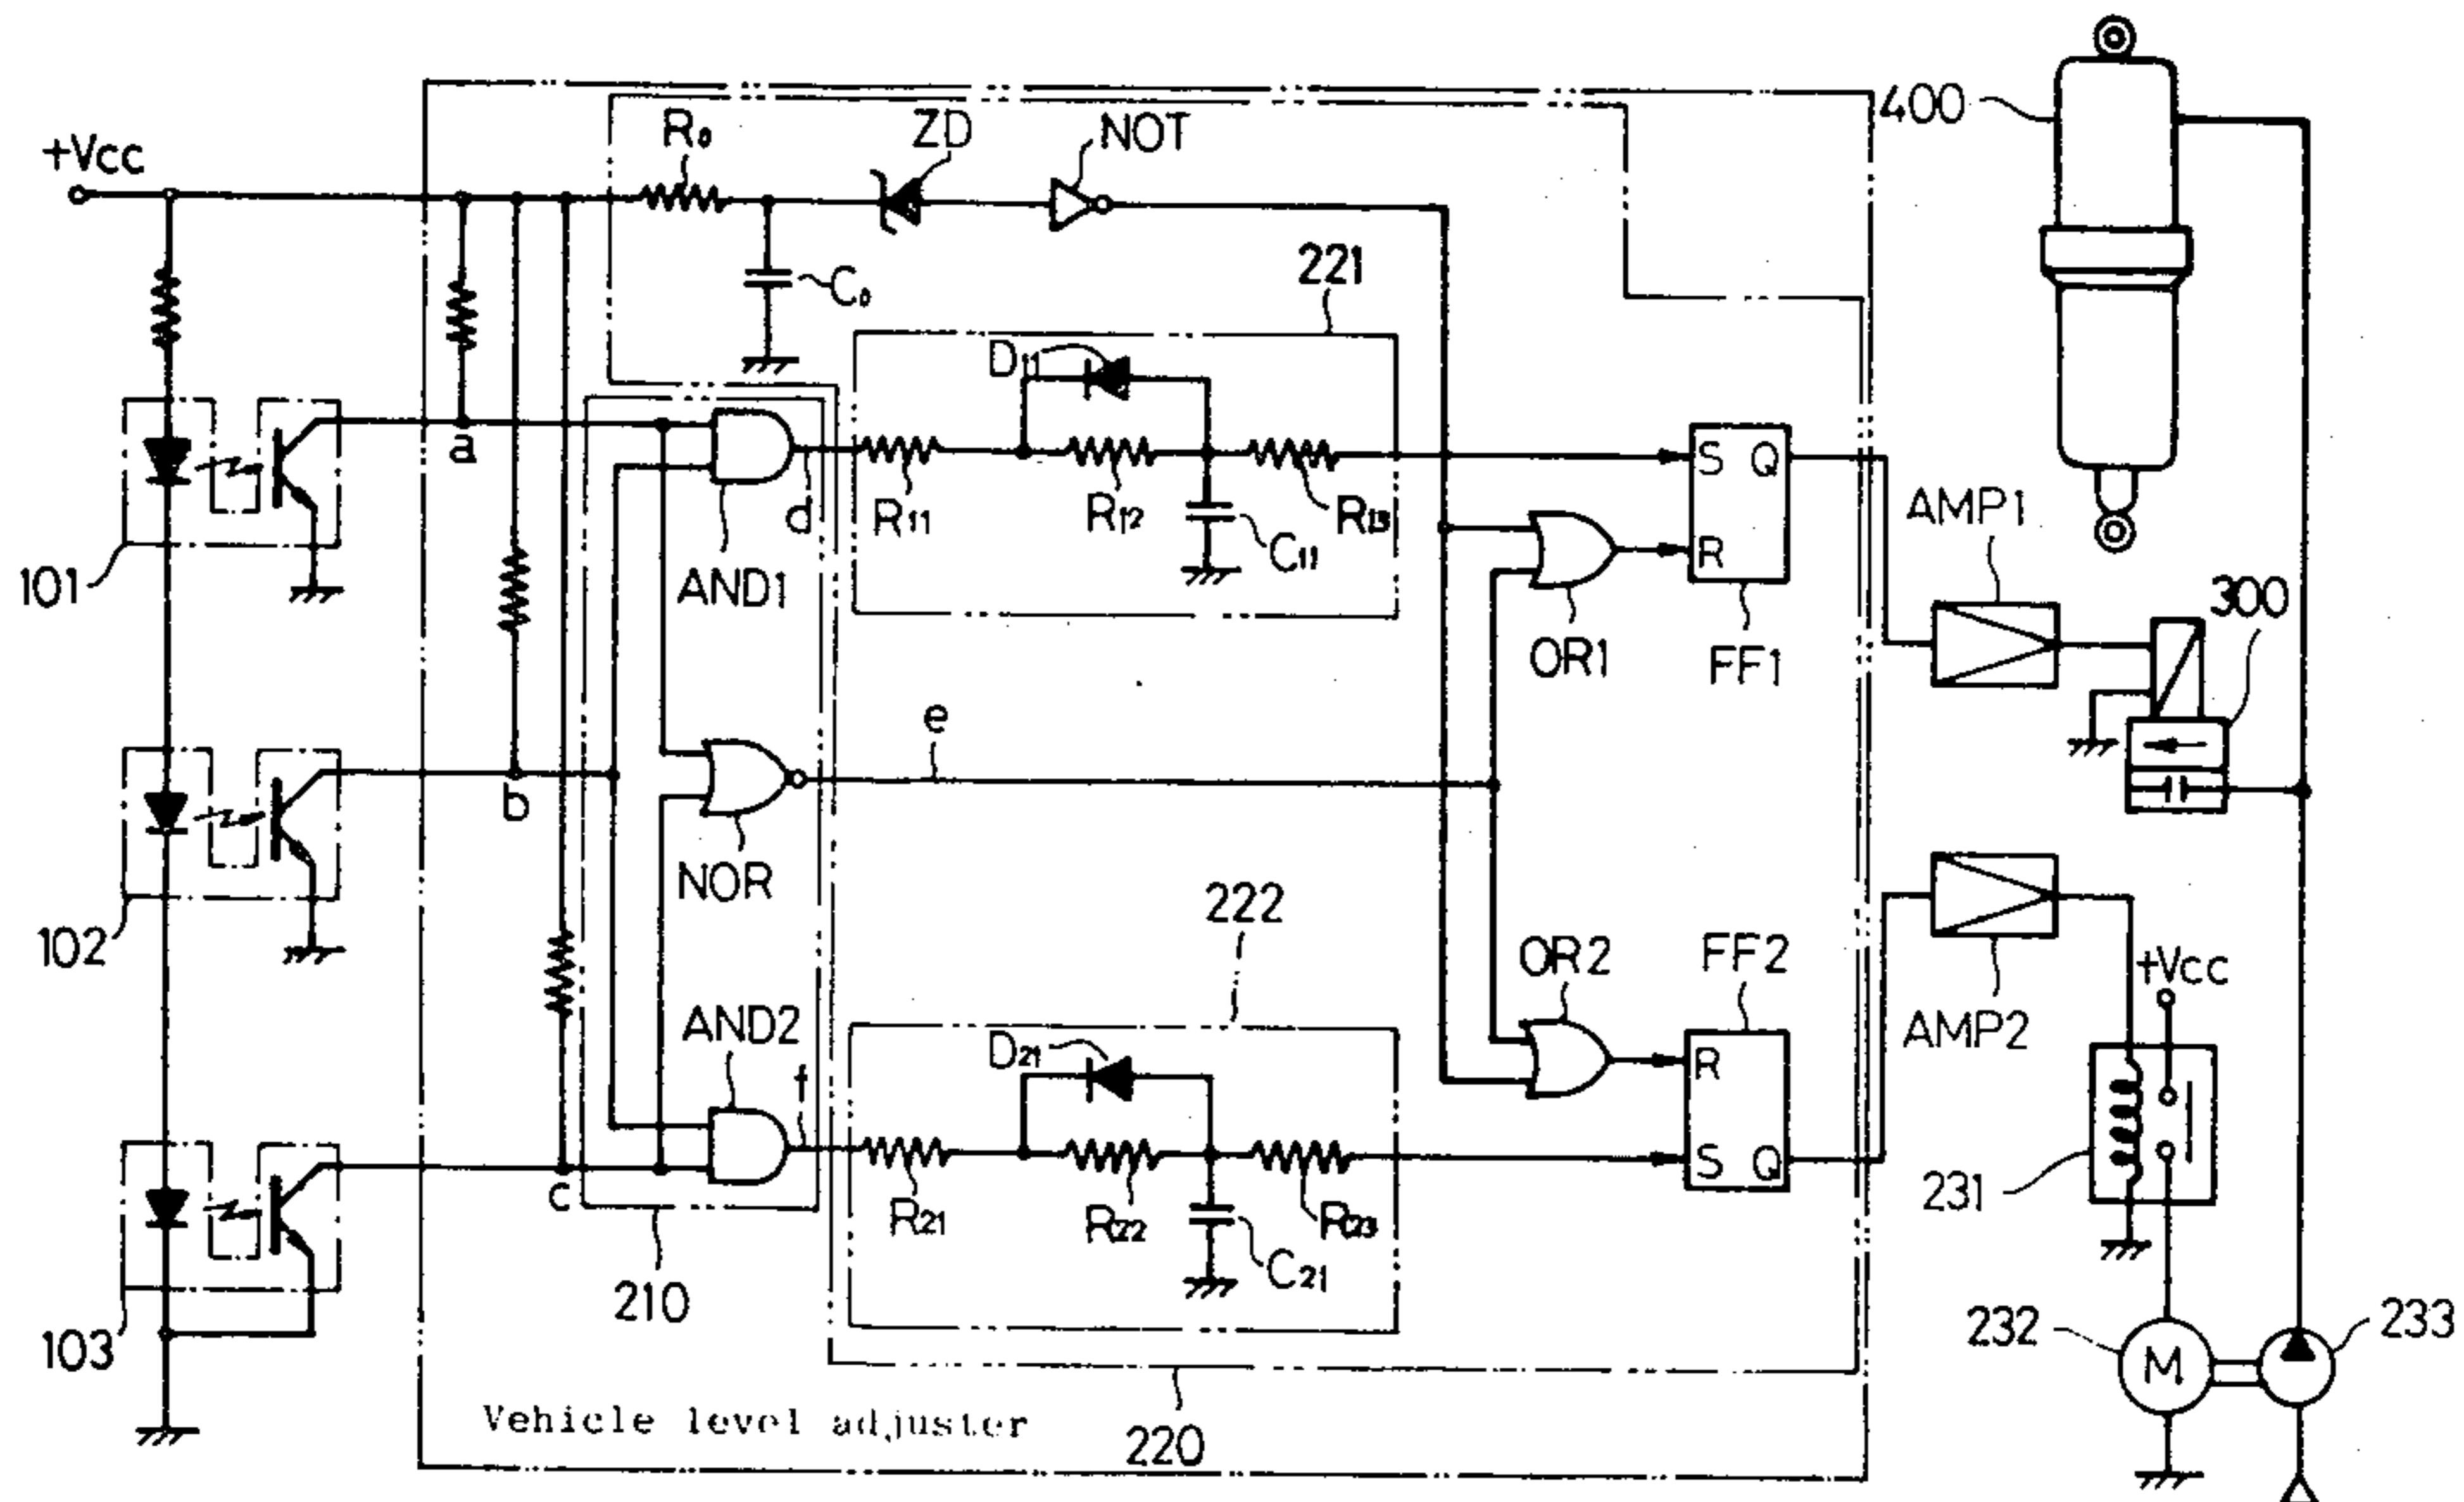 +Vcc
R₀
ZD
NOT
400
C₀
221
D₁₁
a
d
R₁₁
R₁₂
R₁₃
C₁₁
S Q
R
AMP1
101
AND1
OR1
FF1
300
e
b
NOR
102
222
OR2
FF2
+Vcc
AMP2
AND2
f
D₂₁
R
S Q
c
R₂₁
R₂₂
R₂₃
C₂₁
231
210
103
232
M
233
Vehicle level adjuster
220